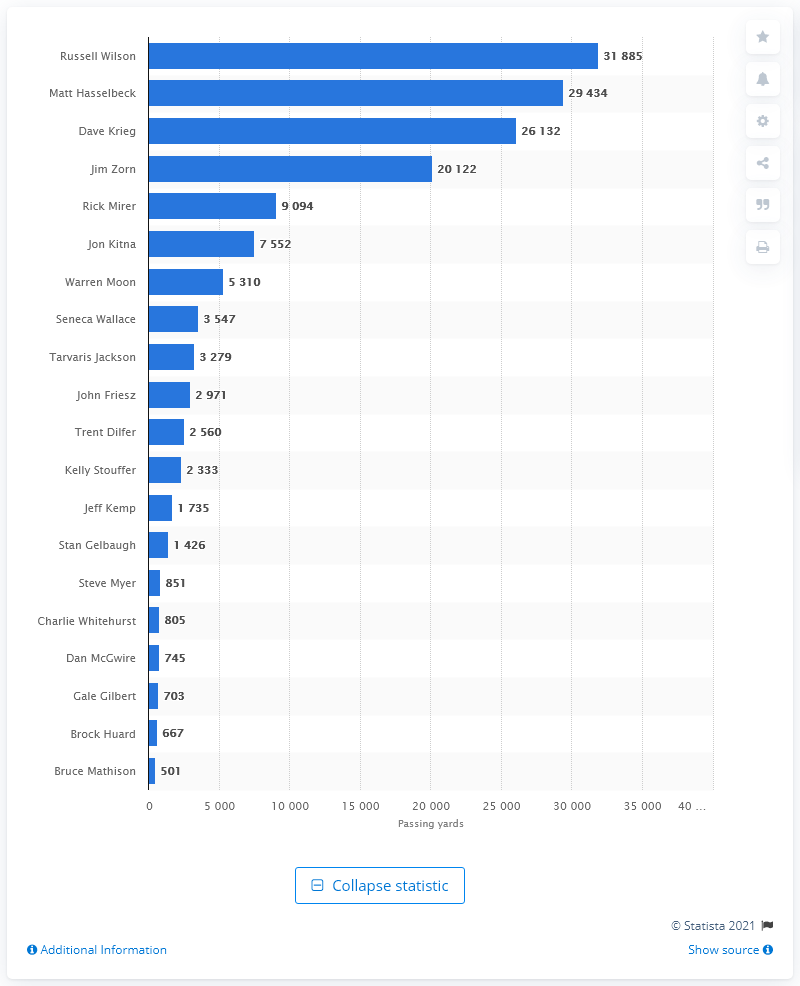 Russell Wilson 31 885
Matt Hasselbeck 29 434
Dave Krieg 26 132
Jim Zorn 20 122
Rick Mirer 9 094
Jon Kitna 7 552
Warren Moon 5 310
Seneca Wallace 3 547
Tarvaris Jackson 3 279
John Friesz 2 971
Trent Dilfer 2 560
Kelly Stouffer 2 333
Jeff Kemp 1 735
Stan Gelbaugh 1 426
Steve Myer 851
Charlie Whitehurst 805
Dan McGwire 745
Gale Gilbert 703
Brock Huard 667
Bruce Mathison 501
0 5 000 10 000 15 000 20 000 25 000 30 000 35 000 40 ...
Passing yards
Collapse statistic
© Statista 2021
Additional Information Show source